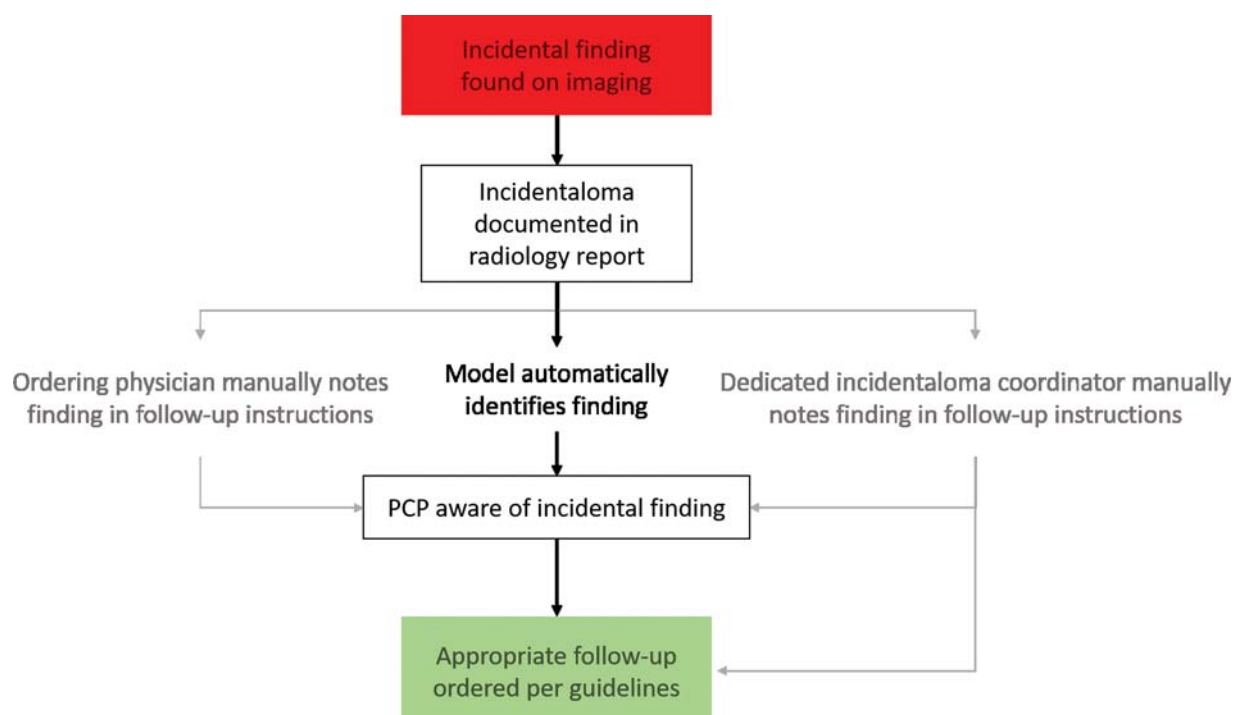 Incidental finding
found on imaging
Incidentaloma
documented in
radiology report
Ordering physician manually notes
finding in follow-up instructions
Model automatically
identifies finding
Dedicated incidentaloma coordinator manually
notes finding in follow-up instructions
PCP aware of incidental finding
Appropriate follow-up
ordered per guidelines